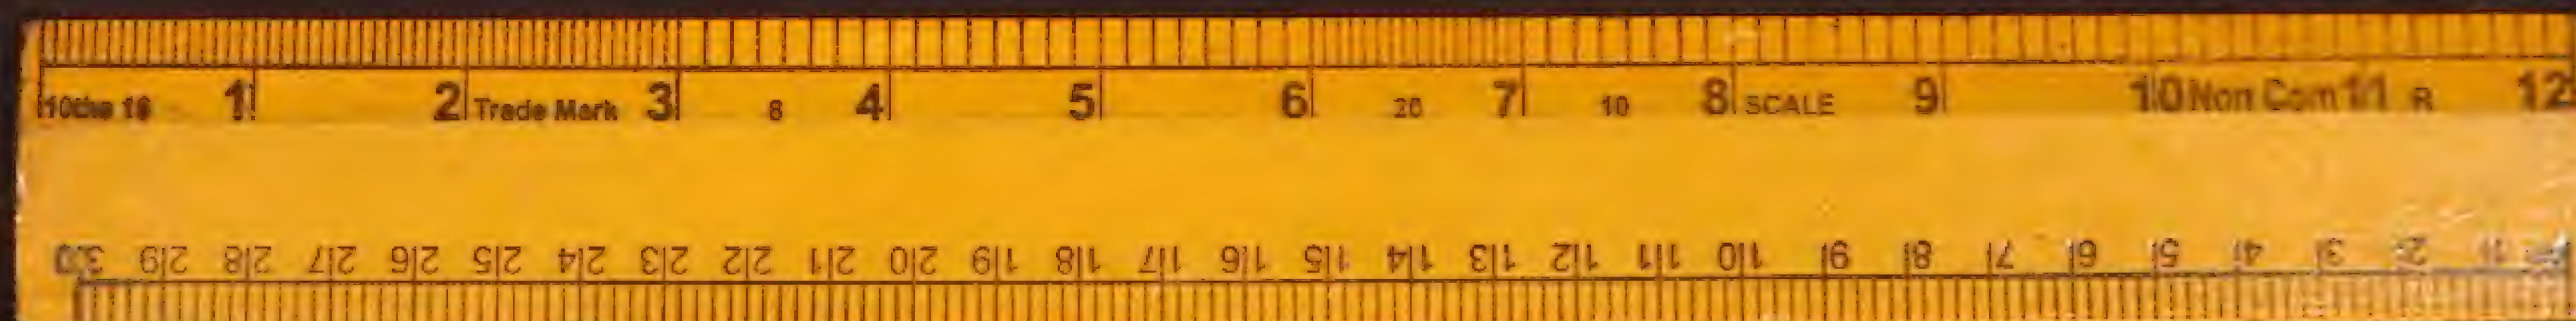 10ths 16 1 2 Trade Mark 3 8 4 5 6 20 7 10 8 SCALE 9 10 Non Com 11 R 12
30 29 28 27 26 25 24 23 22 21 20 19 18 17 16 15 14 13 12 11 10 9 8 7 6 5 4 3 2 1